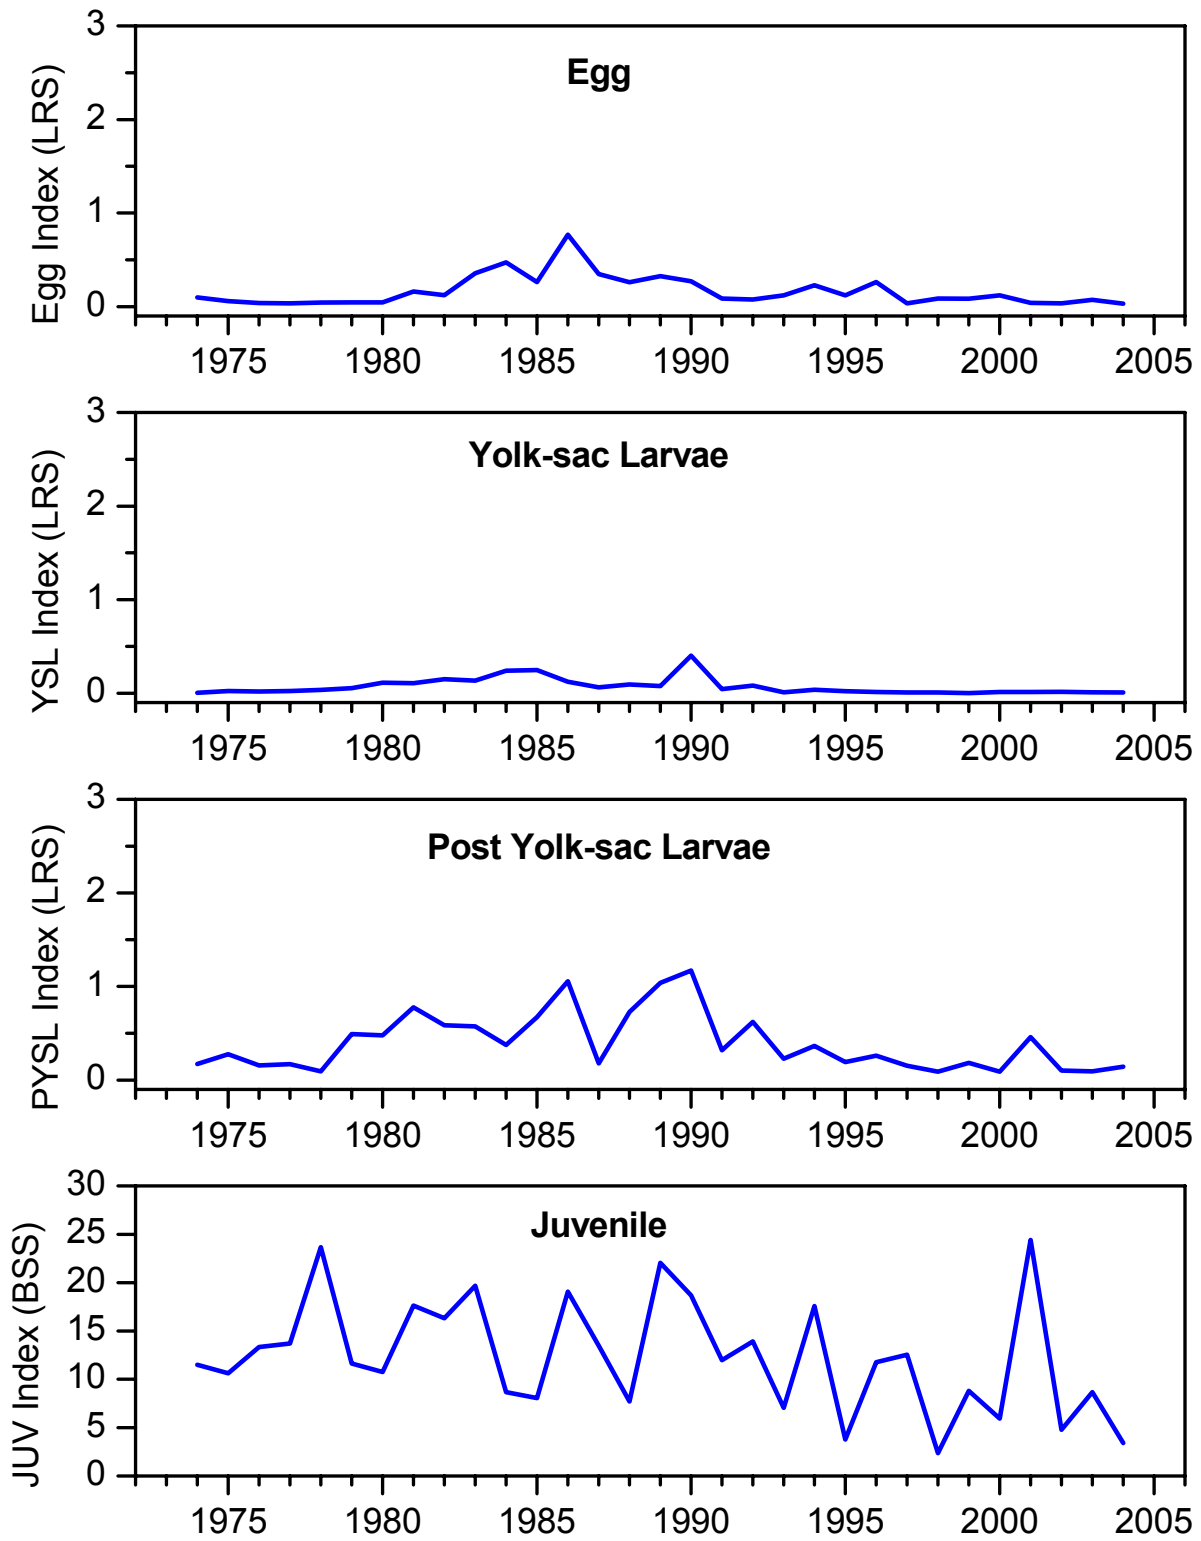 3
Egg
2
1
0
Egg Index (LRS)
1975 1980 1985 1990 1995 2000 2005
3
Yolk-sac Larvae
2
1
0
YSL Index (LRS)
1975 1980 1985 1990 1995 2000 2005
3
Post Yolk-sac Larvae
2
1
0
PYSL Index (LRS)
1975 1980 1985 1990 1995 2000 2005
30
Juvenile
25
20
15
10
5
0
JUV Index (BSS)
1975 1980 1985 1990 1995 2000 2005